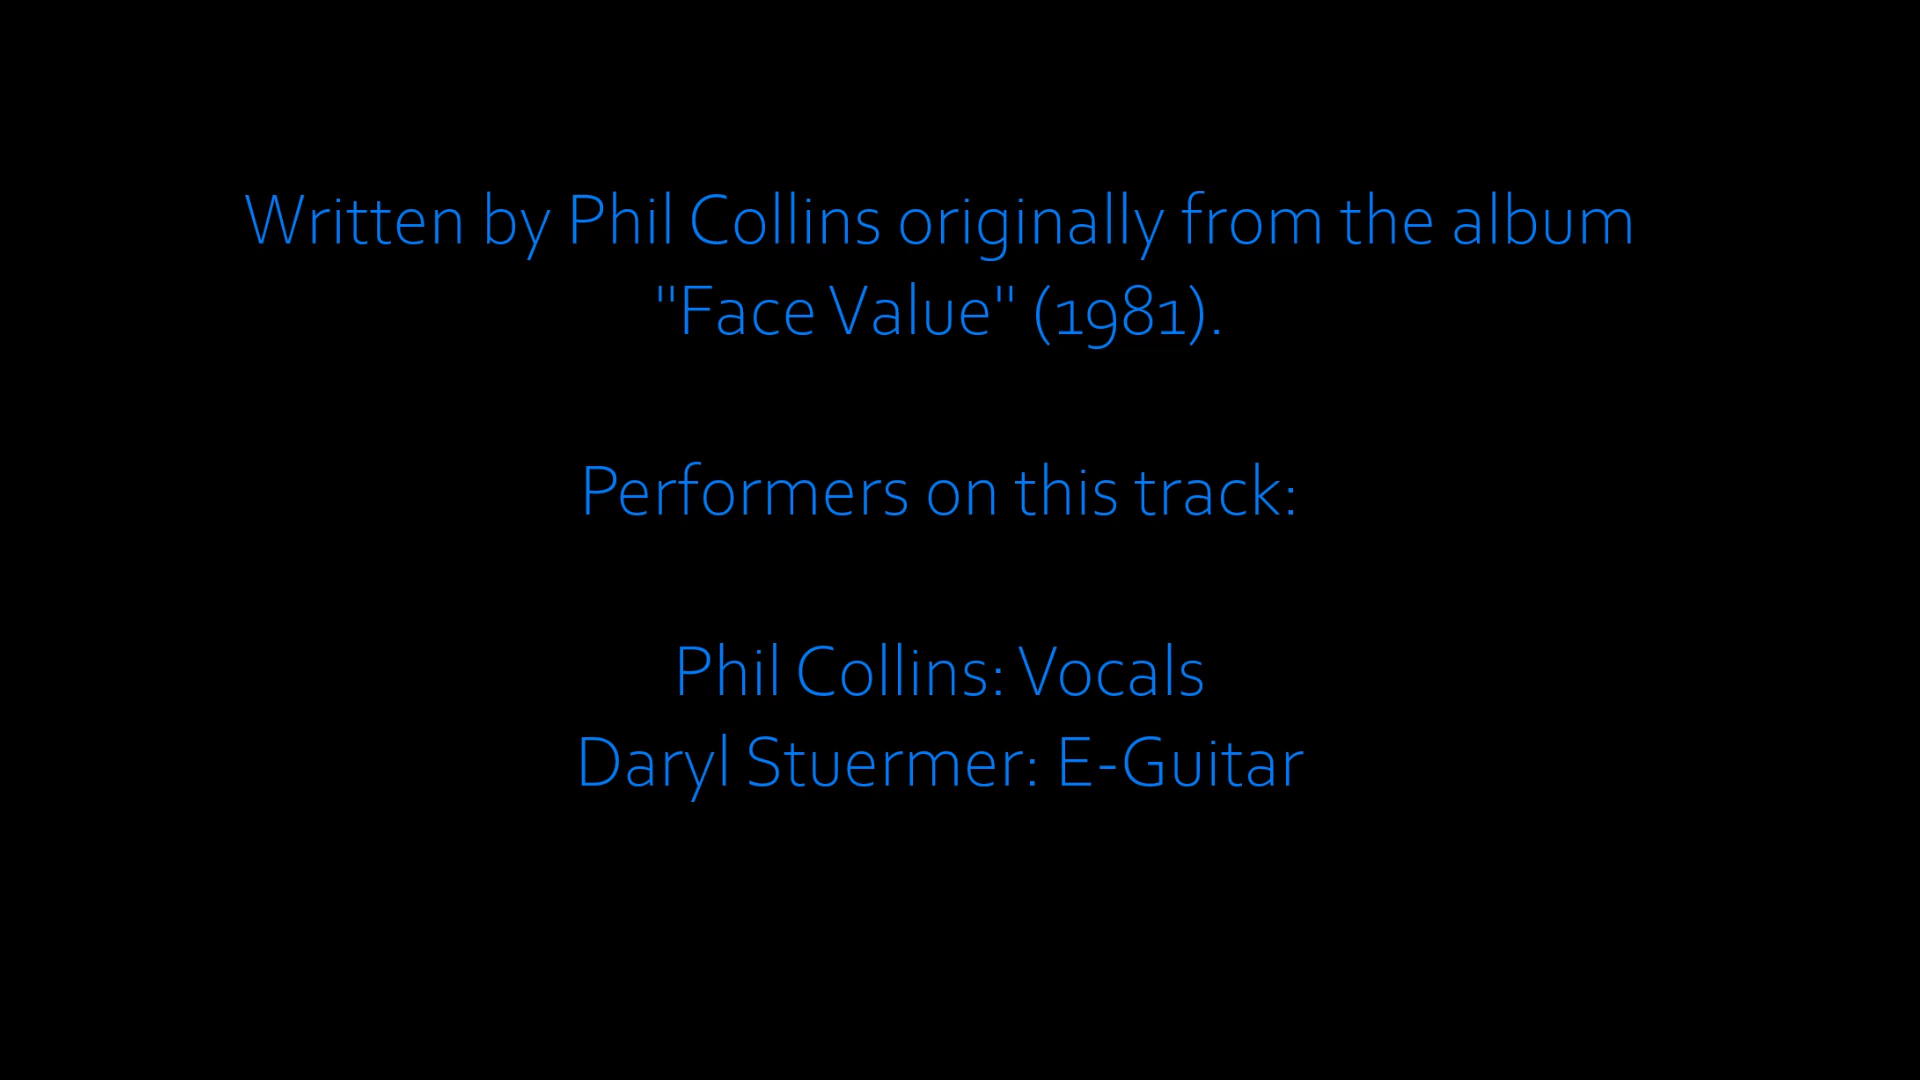 Written by Phil Collins originally from the album
"Face Value" (1981).
Performers on this track:
Phil Collins: Vocals
Daryl Stuermer: E-Guitar